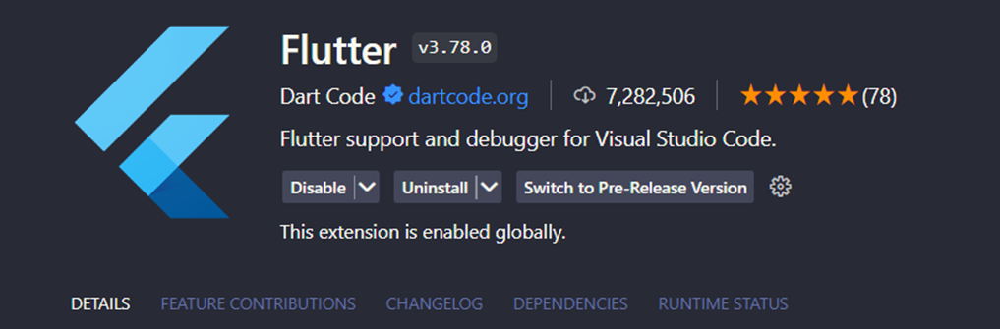 Flutter v3.78.0
Dart Code dartcode.org 7,282,506 (78)
Flutter support and debugger for Visual Studio Code.
Disable Uninstall Switch to Pre-Release Version
This extension is enabled globally.
DETAILS FEATURE CONTRIBUTIONS CHANGELOG DEPENDENCIES RUNTIME STATUS